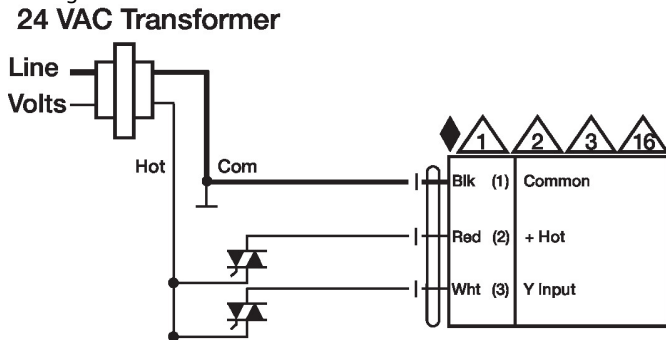 24 VAC Transformer
Line
Volts
Hot
Com
1 2 3 16
Blk (1) Common
Red (2) + Hot
Wht (3) Y Input